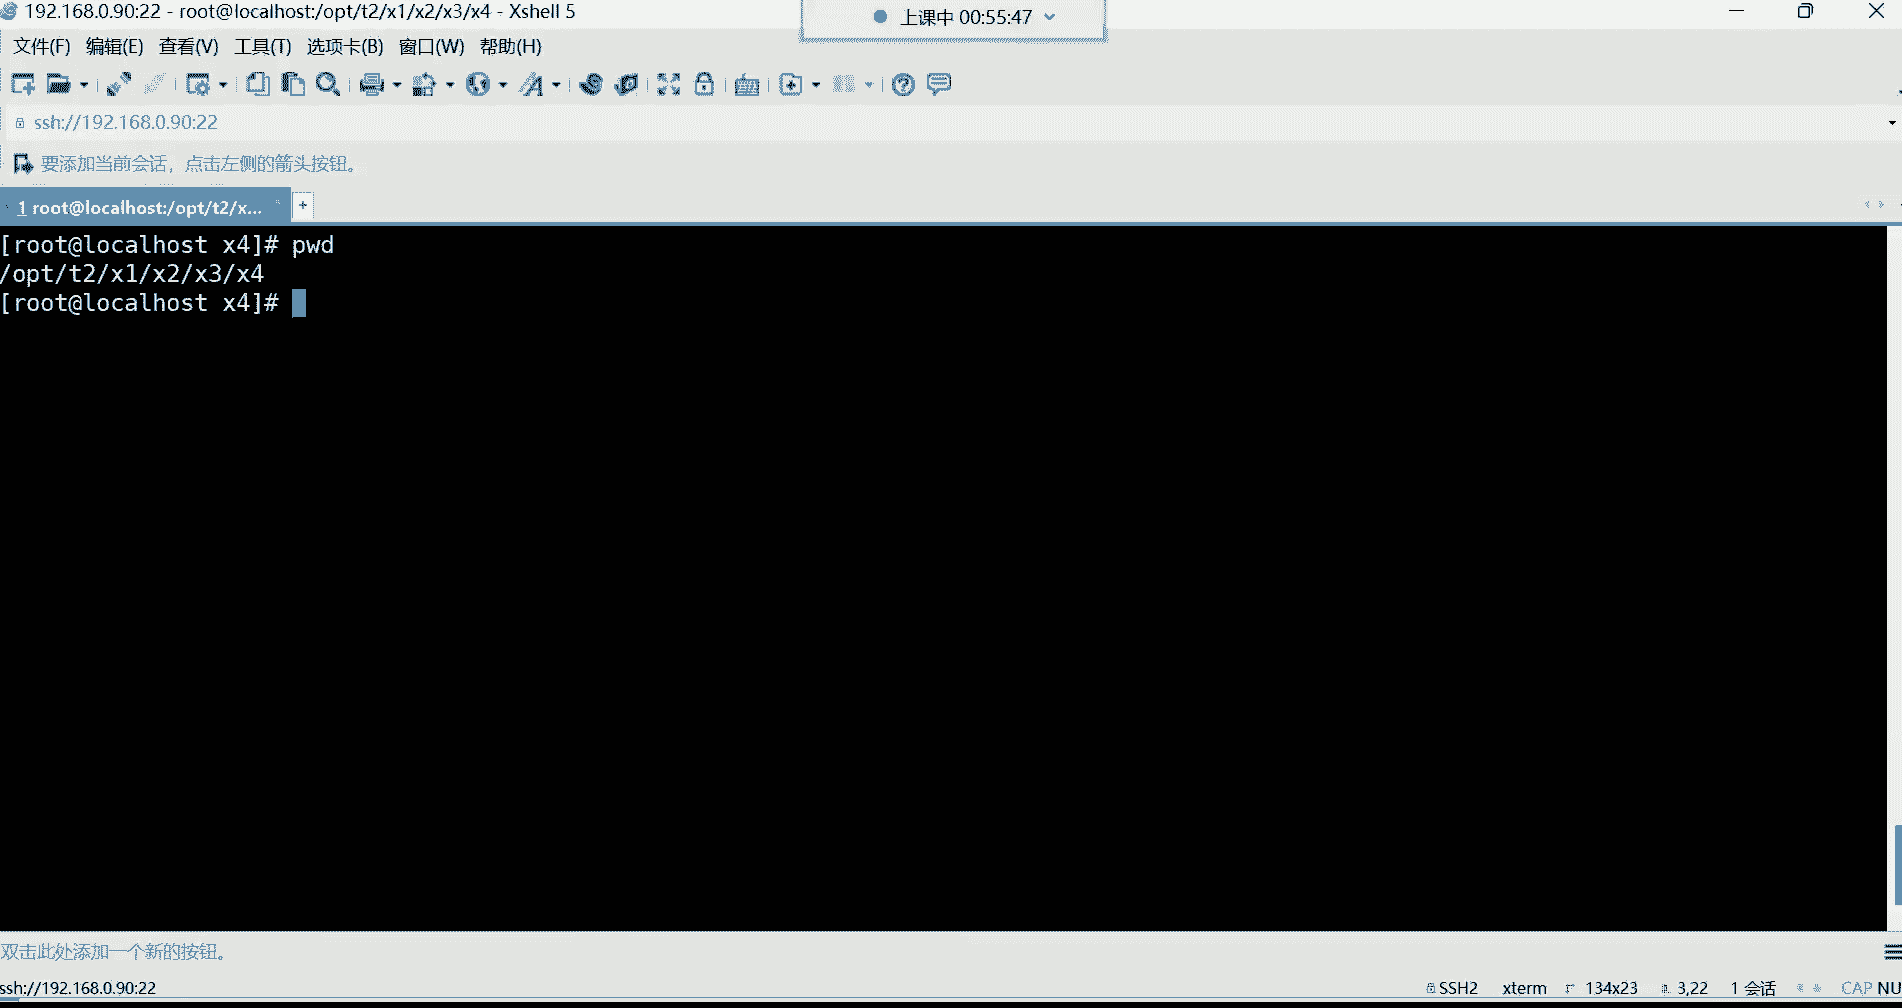 192.168.0.90:22 - root@localhost:/opt/t2/x1/x2/x3/x4 - Xshell 5
上课中 00:55:47
文件(F) 编辑(E) 查看(V) 工具(T) 选项卡(B) 窗口(W) 帮助(H)
ssh://192.168.0.90:22
要添加当前会话，点击左侧的箭头按钮。
1 root@localhost:/opt/t2/x... +
[root@localhost x4]# pwd
/opt/t2/x1/x2/x3/x4
[root@localhost x4]#
双击此处添加一个新的按钮。
ssh://192.168.0.90:22 SSH2 xterm 134x23 3,22 1 会话 CAP NU